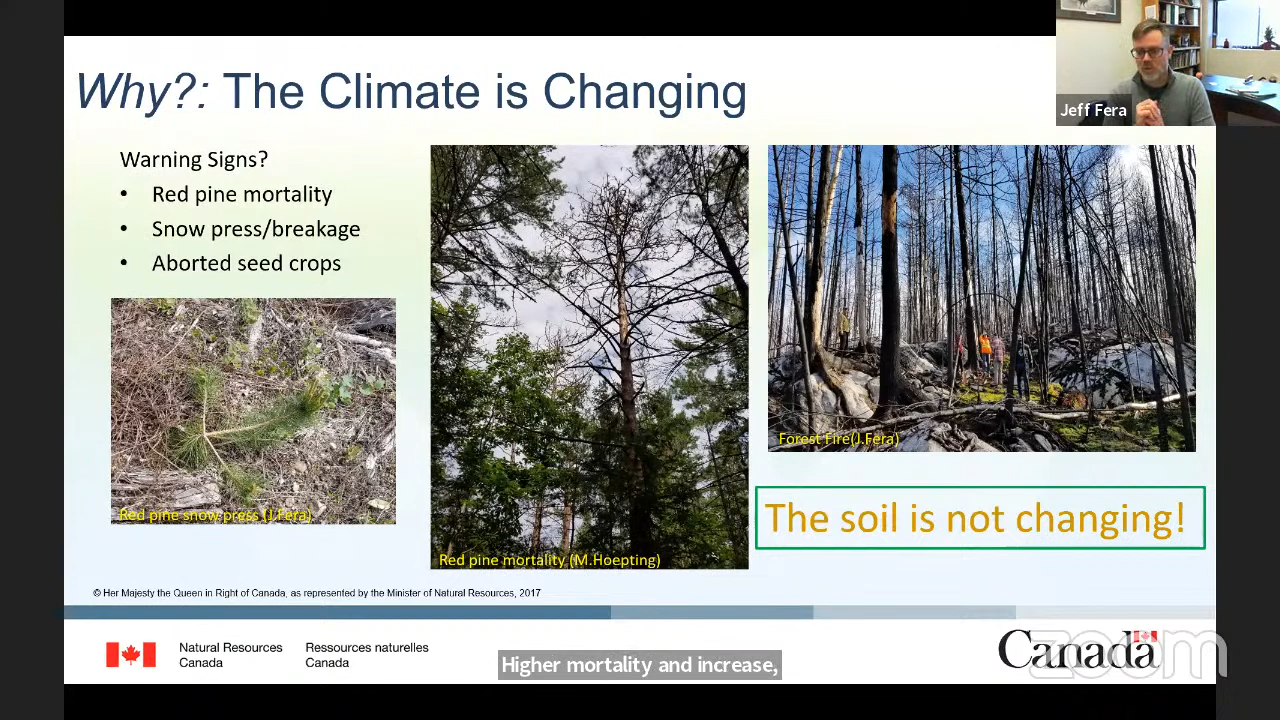 Why?: The Climate is Changing
Jeff Fera
Warning Signs?
• Red pine mortality
• Snow press/breakage
• Aborted seed crops
Red pine snow press (J.Fera)
Red pine mortality (M.Hoepting)
Forest Fire(J.Fera)
The soil is not changing!
© Her Majesty the Queen in Right of Canada, as represented by the Minister of Natural Resources, 2017
Natural Resources
Canada
Ressources naturelles
Canada
Higher mortality and increase,
Canada
zoom